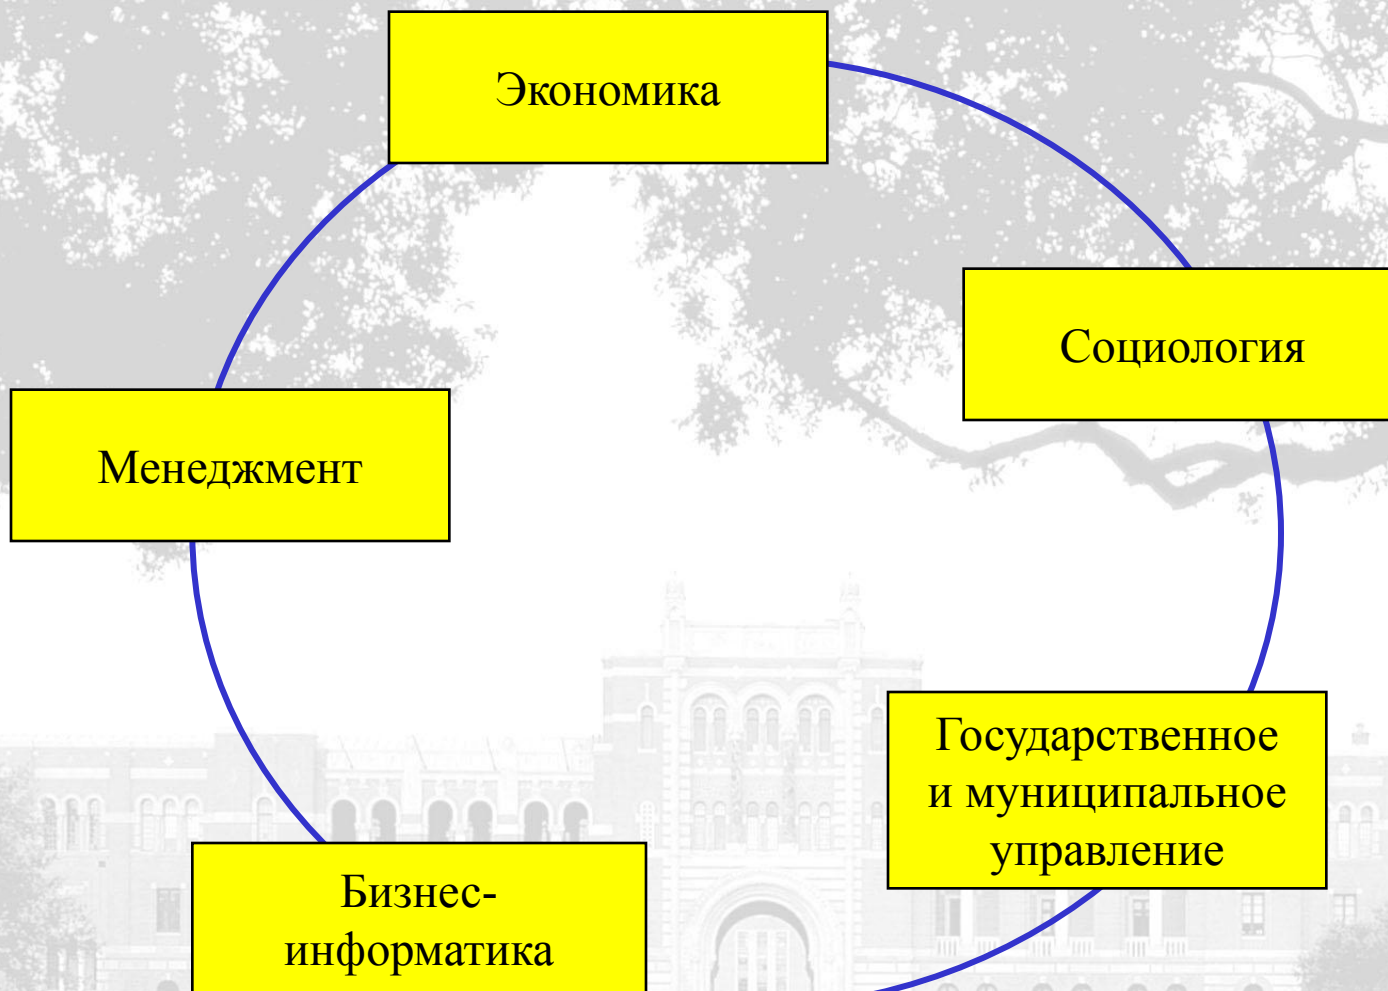 Экономика
Социология
Менеджмент
Государственное
и муниципальное
управление
Бизнес-
информатика